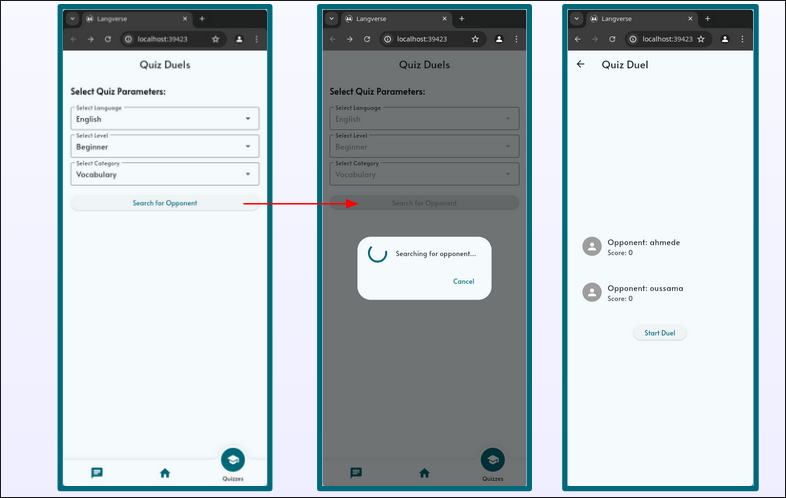 Langverse
localhost:39423
Quiz Duels
Select Quiz Parameters:
Select Language
English
Select Level
Beginner
Select Category
Vocabulary
Search for Opponent
Quizzes
Langverse
localhost:39423
Quiz Duels
Select Quiz Parameters:
Select Language
English
Select Level
Beginner
Select Category
Vocabulary
Search for Opponent
Searching for opponent...
Cancel
Quizzes
Langverse
localhost:39423
Quiz Duel
Opponent: ahmede
Score: 0
Opponent: oussama
Score: 0
Start Duel